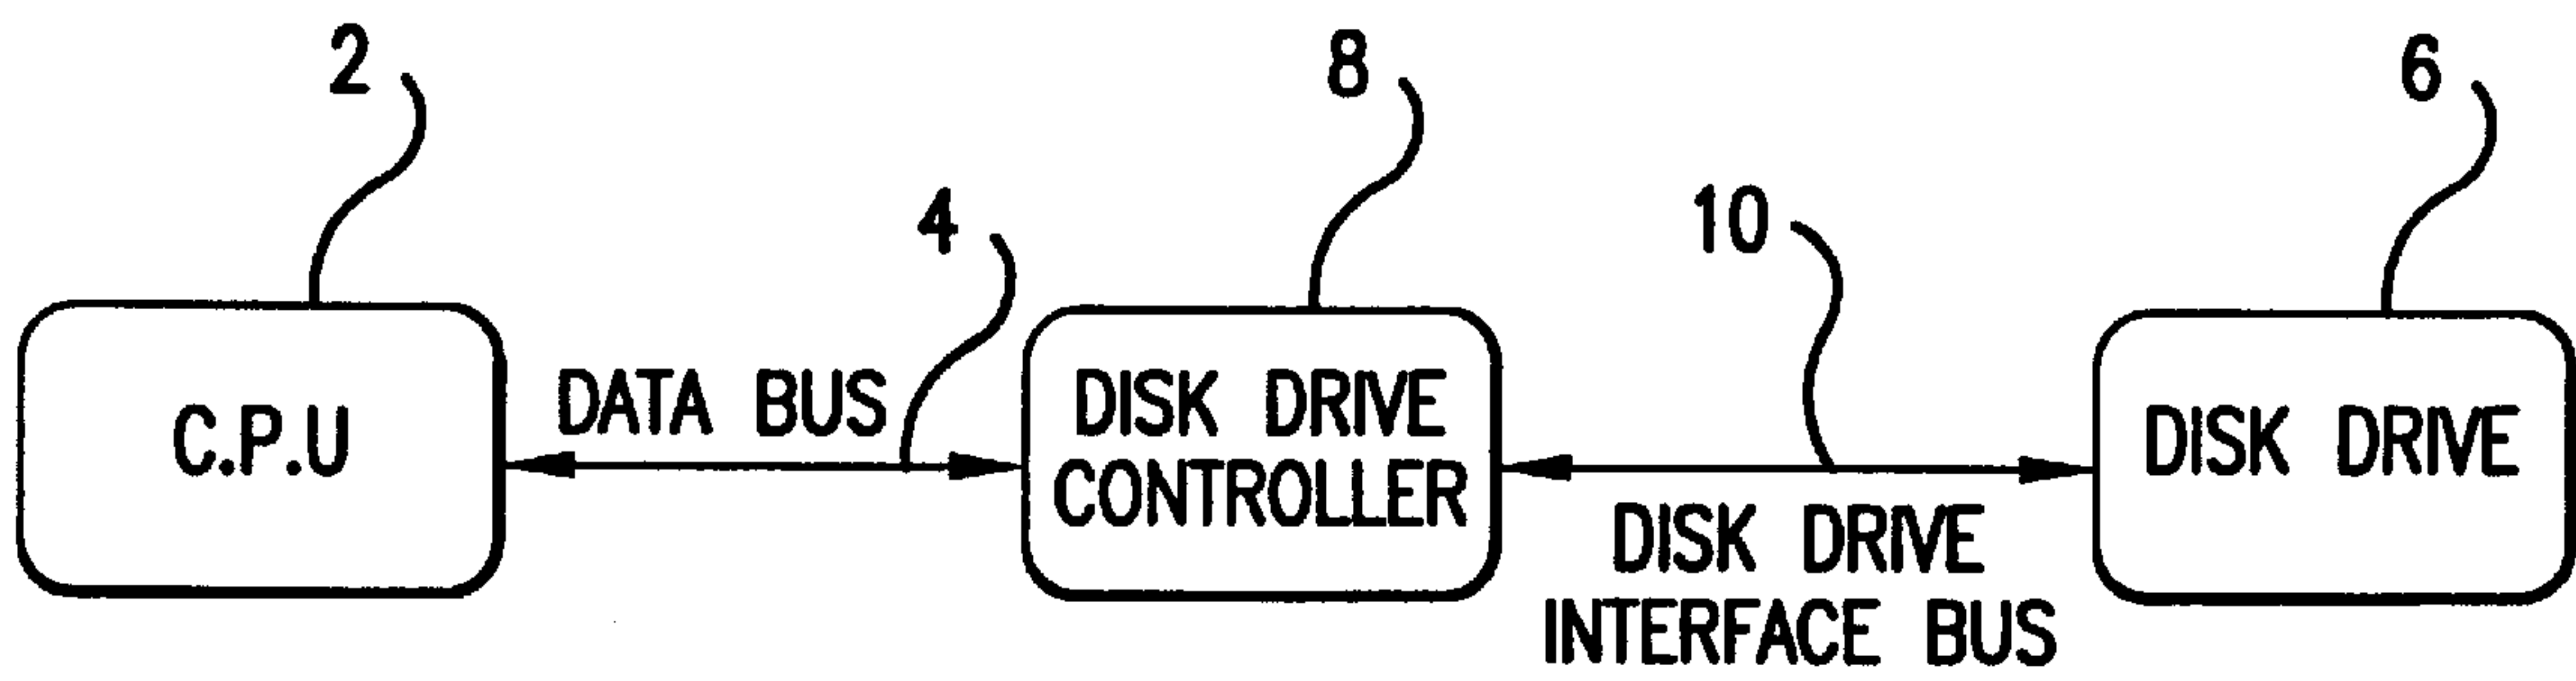 2
8
6
4
10
C.P.U
DATA BUS
DISK DRIVE
CONTROLLER
DISK DRIVE
INTERFACE BUS
DISK DRIVE